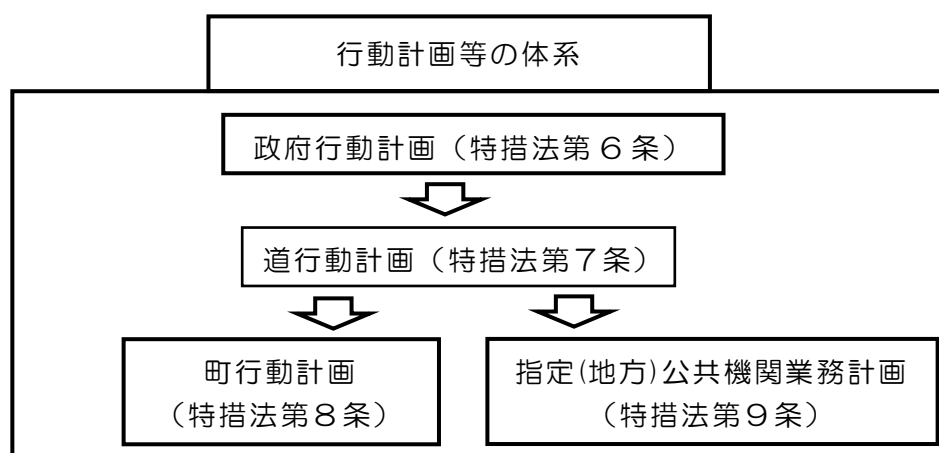 行動計画等の体系
政府行動計画（特措法第６条）
道行動計画（特措法第７条）
町行動計画
（特措法第８条）
指定(地方)公共機関業務計画
（特措法第９条）